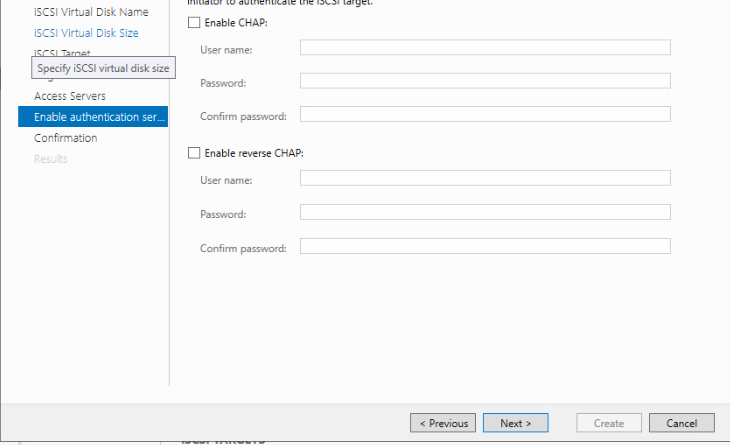 initiator to authenticate the iSCSI target.
iSCSI Virtual Disk Name
iSCSI Virtual Disk Size
iSCSI Target
Specify iSCSI virtual disk size
Access Servers
Enable authentication ser...
Confirmation
Results
Enable CHAP:
User name:
Password:
Confirm password:
Enable reverse CHAP:
User name:
Password:
Confirm password:
< Previous
Next >
Create
Cancel
iSCSI TARGETS